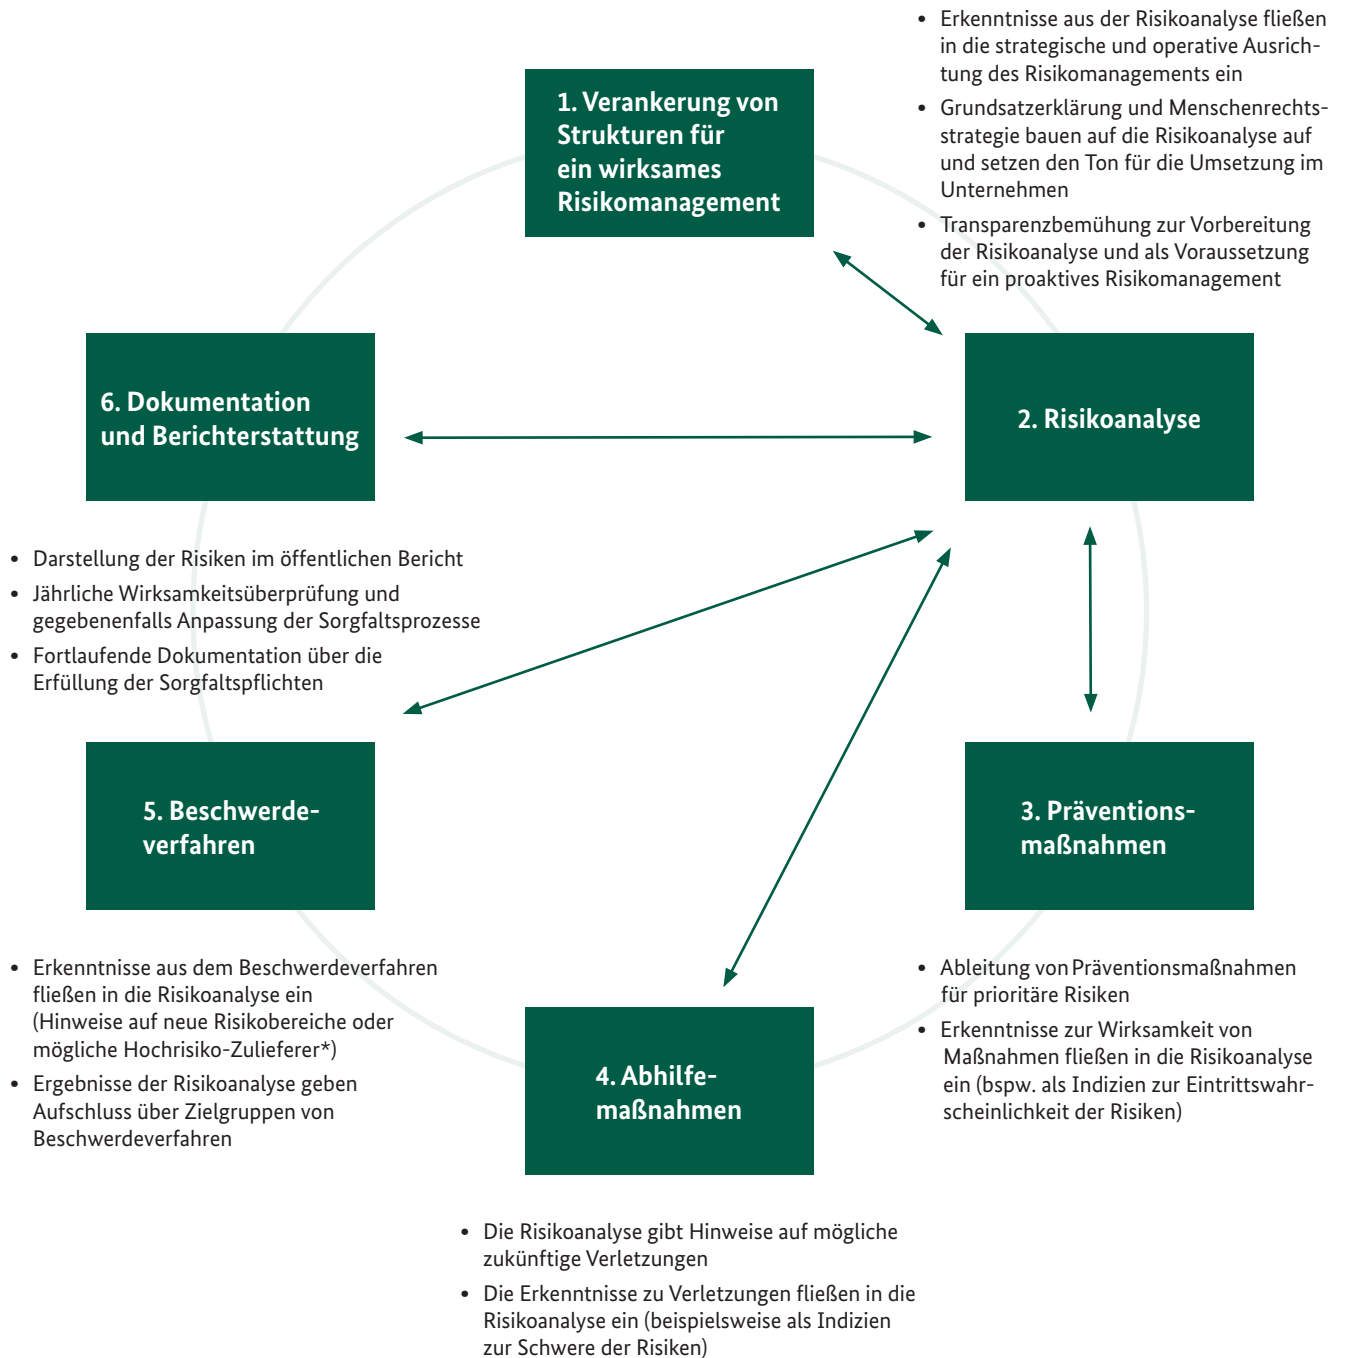 1. Verankerung von
Strukturen für
ein wirksames
Risikomanagement
• Erkenntnisse aus der Risikoanalyse fließen
in die strategische und operative Ausrich-
tung des Risikomanagements ein
• Grundsatzerklärung und Menschenrechts-
strategie bauen auf die Risikoanalyse auf
und setzen den Ton für die Umsetzung im
Unternehmen
• Transparenzbemühung zur Vorbereitung
der Risikoanalyse und als Voraussetzung
für ein proaktives Risikomanagement
2. Risikoanalyse
3. Präventions-
maßnahmen
• Ableitung von Präventionsmaßnahmen
für prioritäre Risiken
• Erkenntnisse zur Wirksamkeit von
Maßnahmen fließen in die Risikoanalyse
ein (bspw. als Indizien zur Eintrittswahr-
scheinlichkeit der Risiken)
4. Abhilfe-
maßnahmen
• Die Risikoanalyse gibt Hinweise auf mögliche
zukünftige Verletzungen
• Die Erkenntnisse zu Verletzungen fließen in die
Risikoanalyse ein (beispielsweise als Indizien
zur Schwere der Risiken)
5. Beschwerde-
verfahren
• Erkenntnisse aus dem Beschwerdeverfahren
fließen in die Risikoanalyse ein
(Hinweise auf neue Risikobereiche oder
mögliche Hochrisiko-Zulieferer*)
• Ergebnisse der Risikoanalyse geben
Aufschluss über Zielgruppen von
Beschwerdeverfahren
6. Dokumentation
und Berichterstattung
• Darstellung der Risiken im öffentlichen Bericht
• Jährliche Wirksamkeitsüberprüfung und
gegebenenfalls Anpassung der Sorgfaltsprozesse
• Fortlaufende Dokumentation über die
Erfüllung der Sorgfaltspflichten